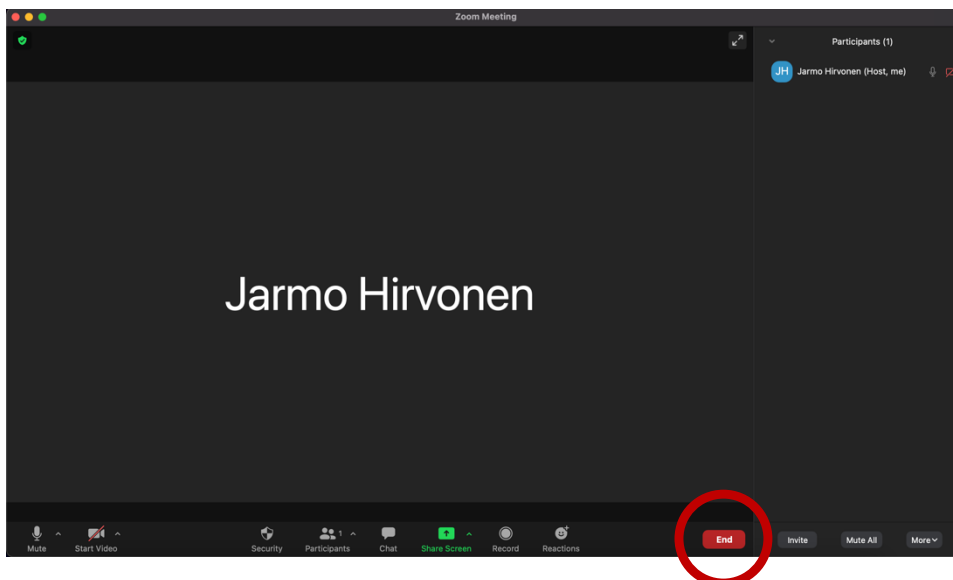 Zoom Meeting
Participants (1)
JH Jarmo Hirvonen (Host, me)
Jarmo Hirvonen
Mute Start Video Security Participants 1 Chat Share Screen Record Reactions End Invite Mute All More